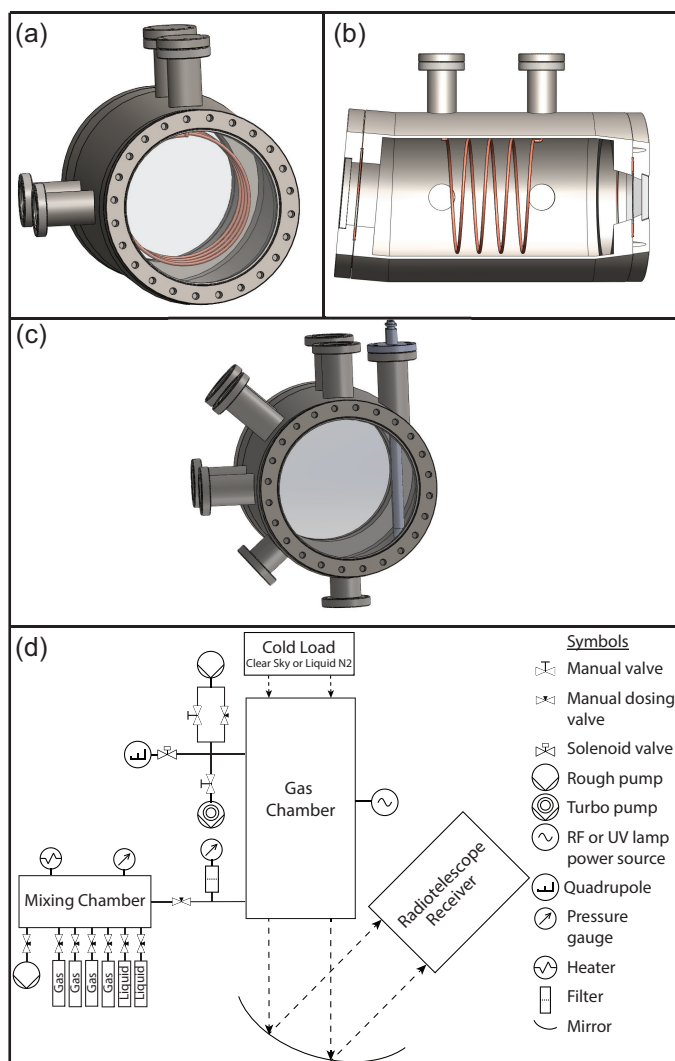 (a)
(b)
(c)
(d)
Cold Load
Clear Sky or Liquid N2
Gas
Chamber
Mixing Chamber
Gas
Gas
Gas
Gas
Liquid
Liquid
Radiotelescope
Receiver
Symbols
Manual valve
Manual dosing
valve
Solenoid valve
Rough pump
Turbo pump
RF or UV lamp
power source
Quadrupole
Pressure
gauge
Heater
Filter
Mirror